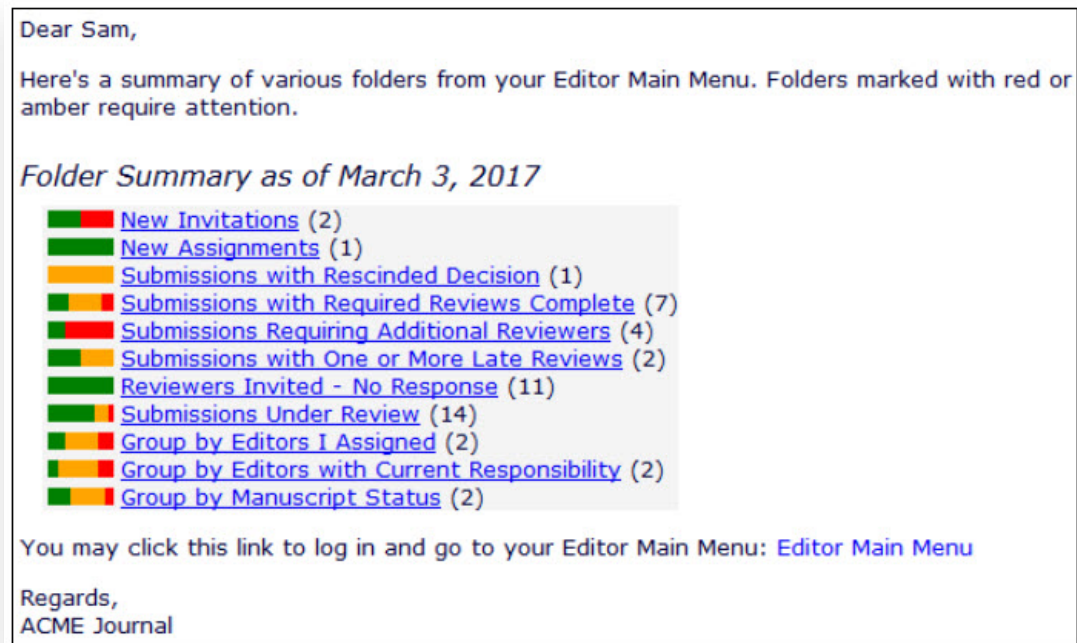 Dear Sam,
Here's a summary of various folders from your Editor Main Menu. Folders marked with red or
amber require attention.
Folder Summary as of March 3, 2017
New Invitations (2)
New Assignments (1)
Submissions with Rescinded Decision (1)
Submissions with Required Reviews Complete (7)
Submissions Requiring Additional Reviewers (4)
Submissions with One or More Late Reviews (2)
Reviewers Invited - No Response (11)
Submissions Under Review (14)
Group by Editors I Assigned (2)
Group by Editors with Current Responsibility (2)
Group by Manuscript Status (2)
You may click this link to log in and go to your Editor Main Menu: Editor Main Menu
Regards,
ACME Journal